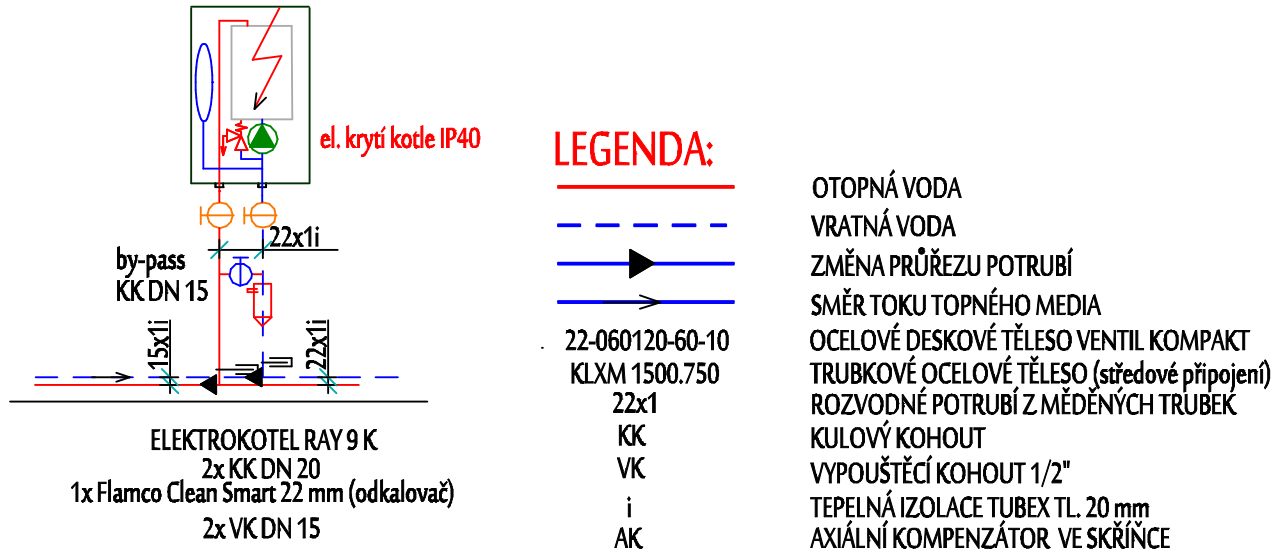 el. krytí kotle IP40
22x1i
by-pass
KK DN 15
15x1i
22x1i
ELEKTROKOTEL RAY 9 K
2x KK DN 20
1x Flamco Clean Smart 22 mm (odkalovač)
2x VK DN 15
LEGENDA:
OTOPNÁ VODA
VRATNÁ VODA
ZMĚNA PRŮŘEZU POTRUBÍ
SMĚR TOKU TOPNÉHO MEDIA
22-060120-60-10 OCELOVÉ DESKOVÉ TĚLESO VENTIL KOMPAKT
KLXM 1500.750 TRUBKOVÉ OCELOVÉ TĚLESO (středové připojení)
22x1 ROZVODNÉ POTRUBÍ Z MĚDĚNÝCH TRUBEK
KK KULOVÝ KOHOUT
VK VYPOUŠTĚCÍ KOHOUT 1/2"
i TEPELNÁ IZOLACE TUBEX TL. 20 mm
AK AXIÁLNÍ KOMPENZÁTOR VE SKŘÍŇCE